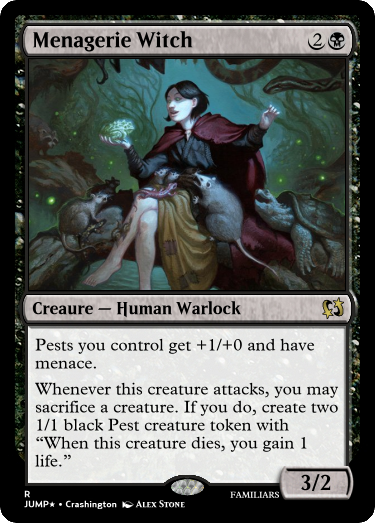 Menagerie Witch 2
Creaure — Human Warlock
Pests you control get +1/+0 and have
menace.
Whenever this creature attacks, you may
sacrifice a creature. If you do, create two
1/1 black Pest creature token with
“When this creature dies, you gain 1
life.”
3/2
R
JUMP★ • Crashington ALEX STONE
FAMILIARS